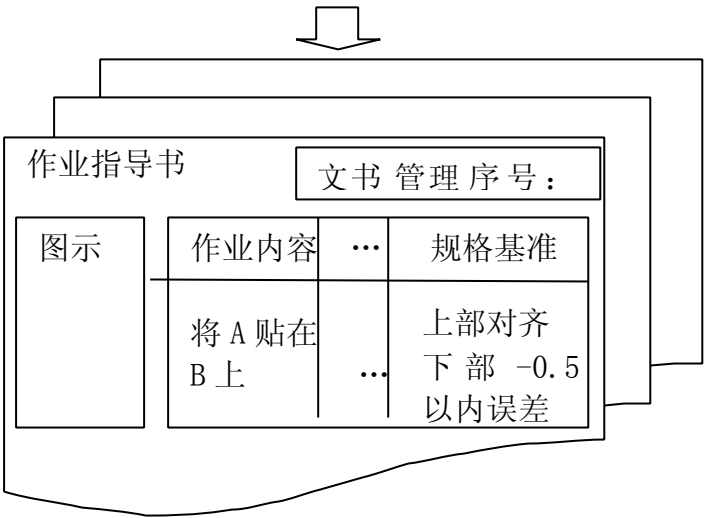 作业指导书
文书 管理序号：
图示
作业内容 … 规格基准
将 A 贴在
B 上
…
上部对齐
下 部 -0.5
以内误差